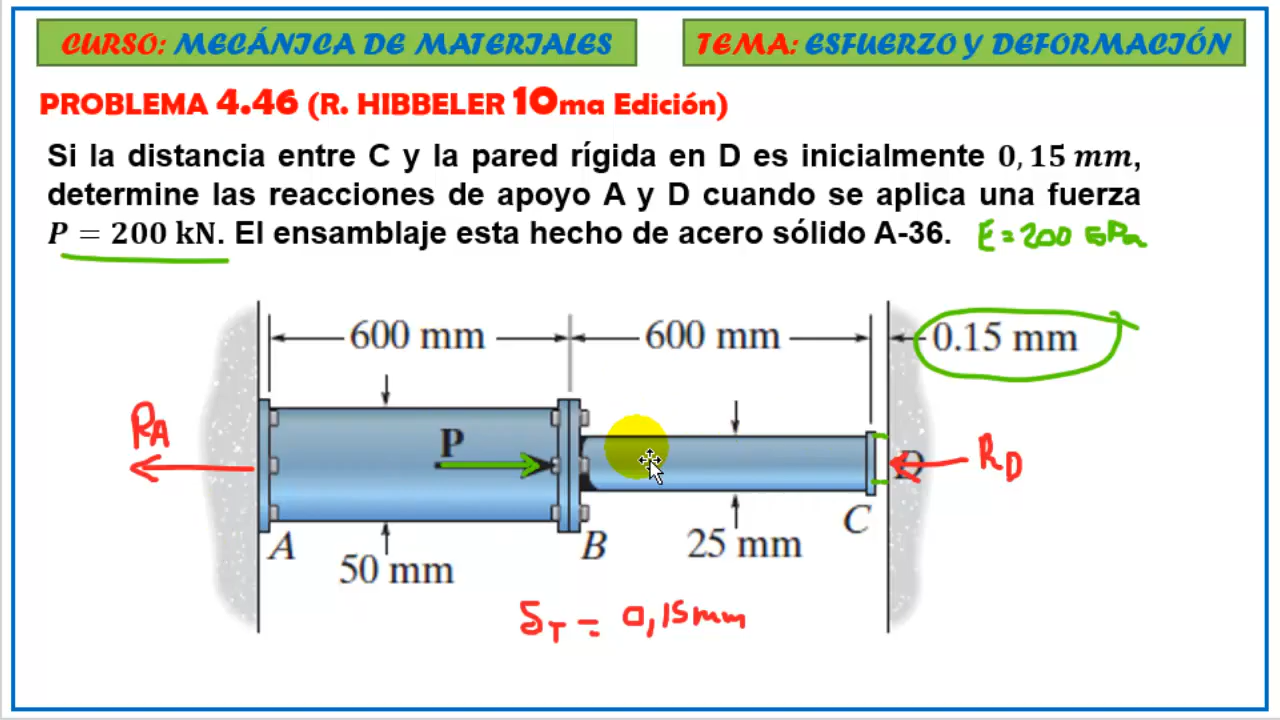 CURSO: MECÁNICA DE MATERIALES
TEMA: ESFUERZO Y DEFORMACIÓN
PROBLEMA 4.46 (R. HIBBELER 10ma Edición)
Si la distancia entre C y la pared rígida en D es inicialmente 0,15 mm,
determine las reacciones de apoyo A y D cuando se aplica una fuerza
P = 200 kN. El ensamblaje esta hecho de acero sólido A-36. E = 200 GPa
600 mm 600 mm 0.15 mm
RA
P
D
RD
A
B
C
50 mm
25 mm
δT = 0,15mm